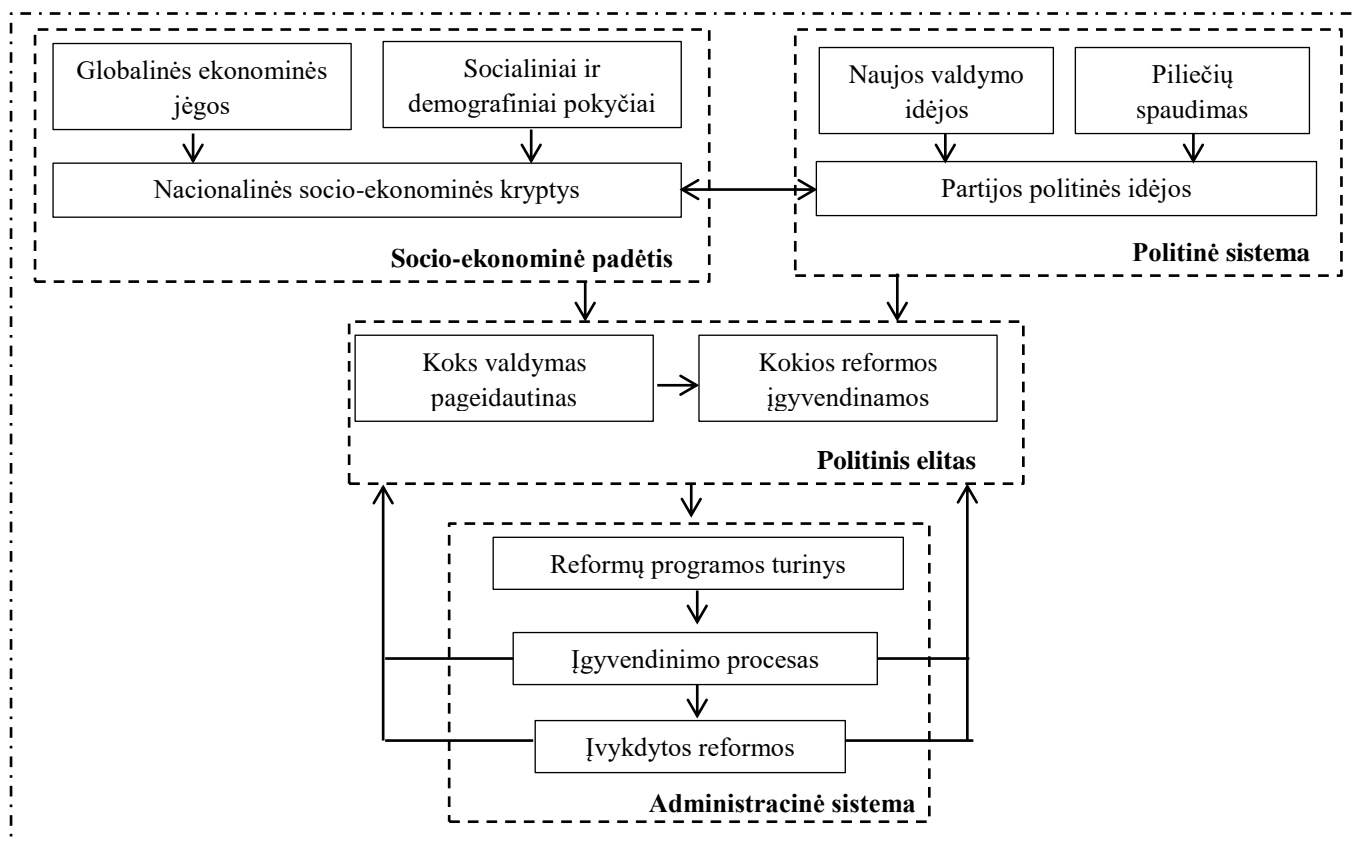 Globalinės ekonominės
jėgos
Socialiniai ir
demografiniai pokyčiai
Nacionalinės socio-ekonominės kryptys
Socio-ekonominė padėtis
Naujos valdymo
idėjos
Piliečių
spaudimas
Partijos politinės idėjos
Politinė sistema
Koks valdymas
pageidautinas
Kokios reformos
įgyvendinamos
Politinis elitas
Reformų programos turinys
Įgyvendinimo procesas
Įvykdytos reformos
Administracinė sistema